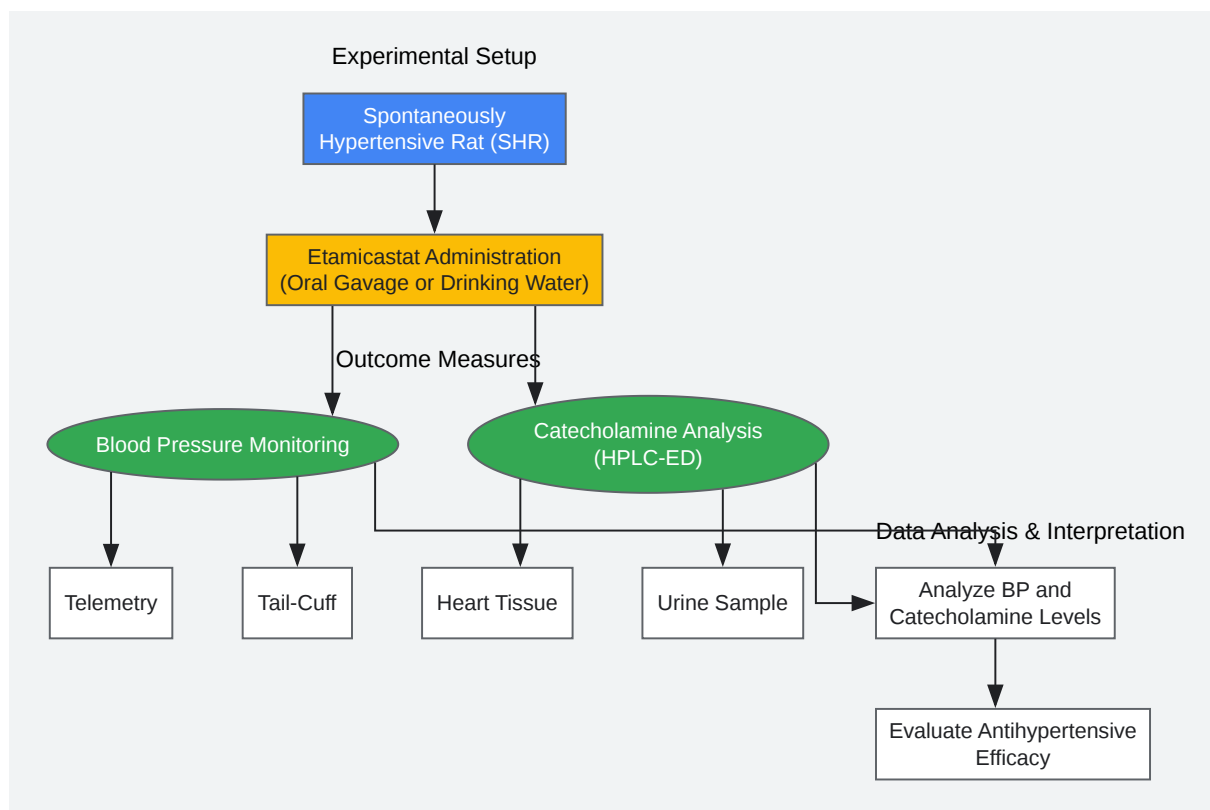 Experimental Setup
Spontaneously
Hypertensive Rat (SHR)
Etamicastat Administration
(Oral Gavage or Drinking Water)
Outcome Measures
Blood Pressure Monitoring
Catecholamine Analysis
(HPLC-ED)
Data Analysis & Interpretation
Telemetry
Tail-Cuff
Heart Tissue
Urine Sample
Analyze BP and
Catecholamine Levels
Evaluate Antihypertensive
Efficacy